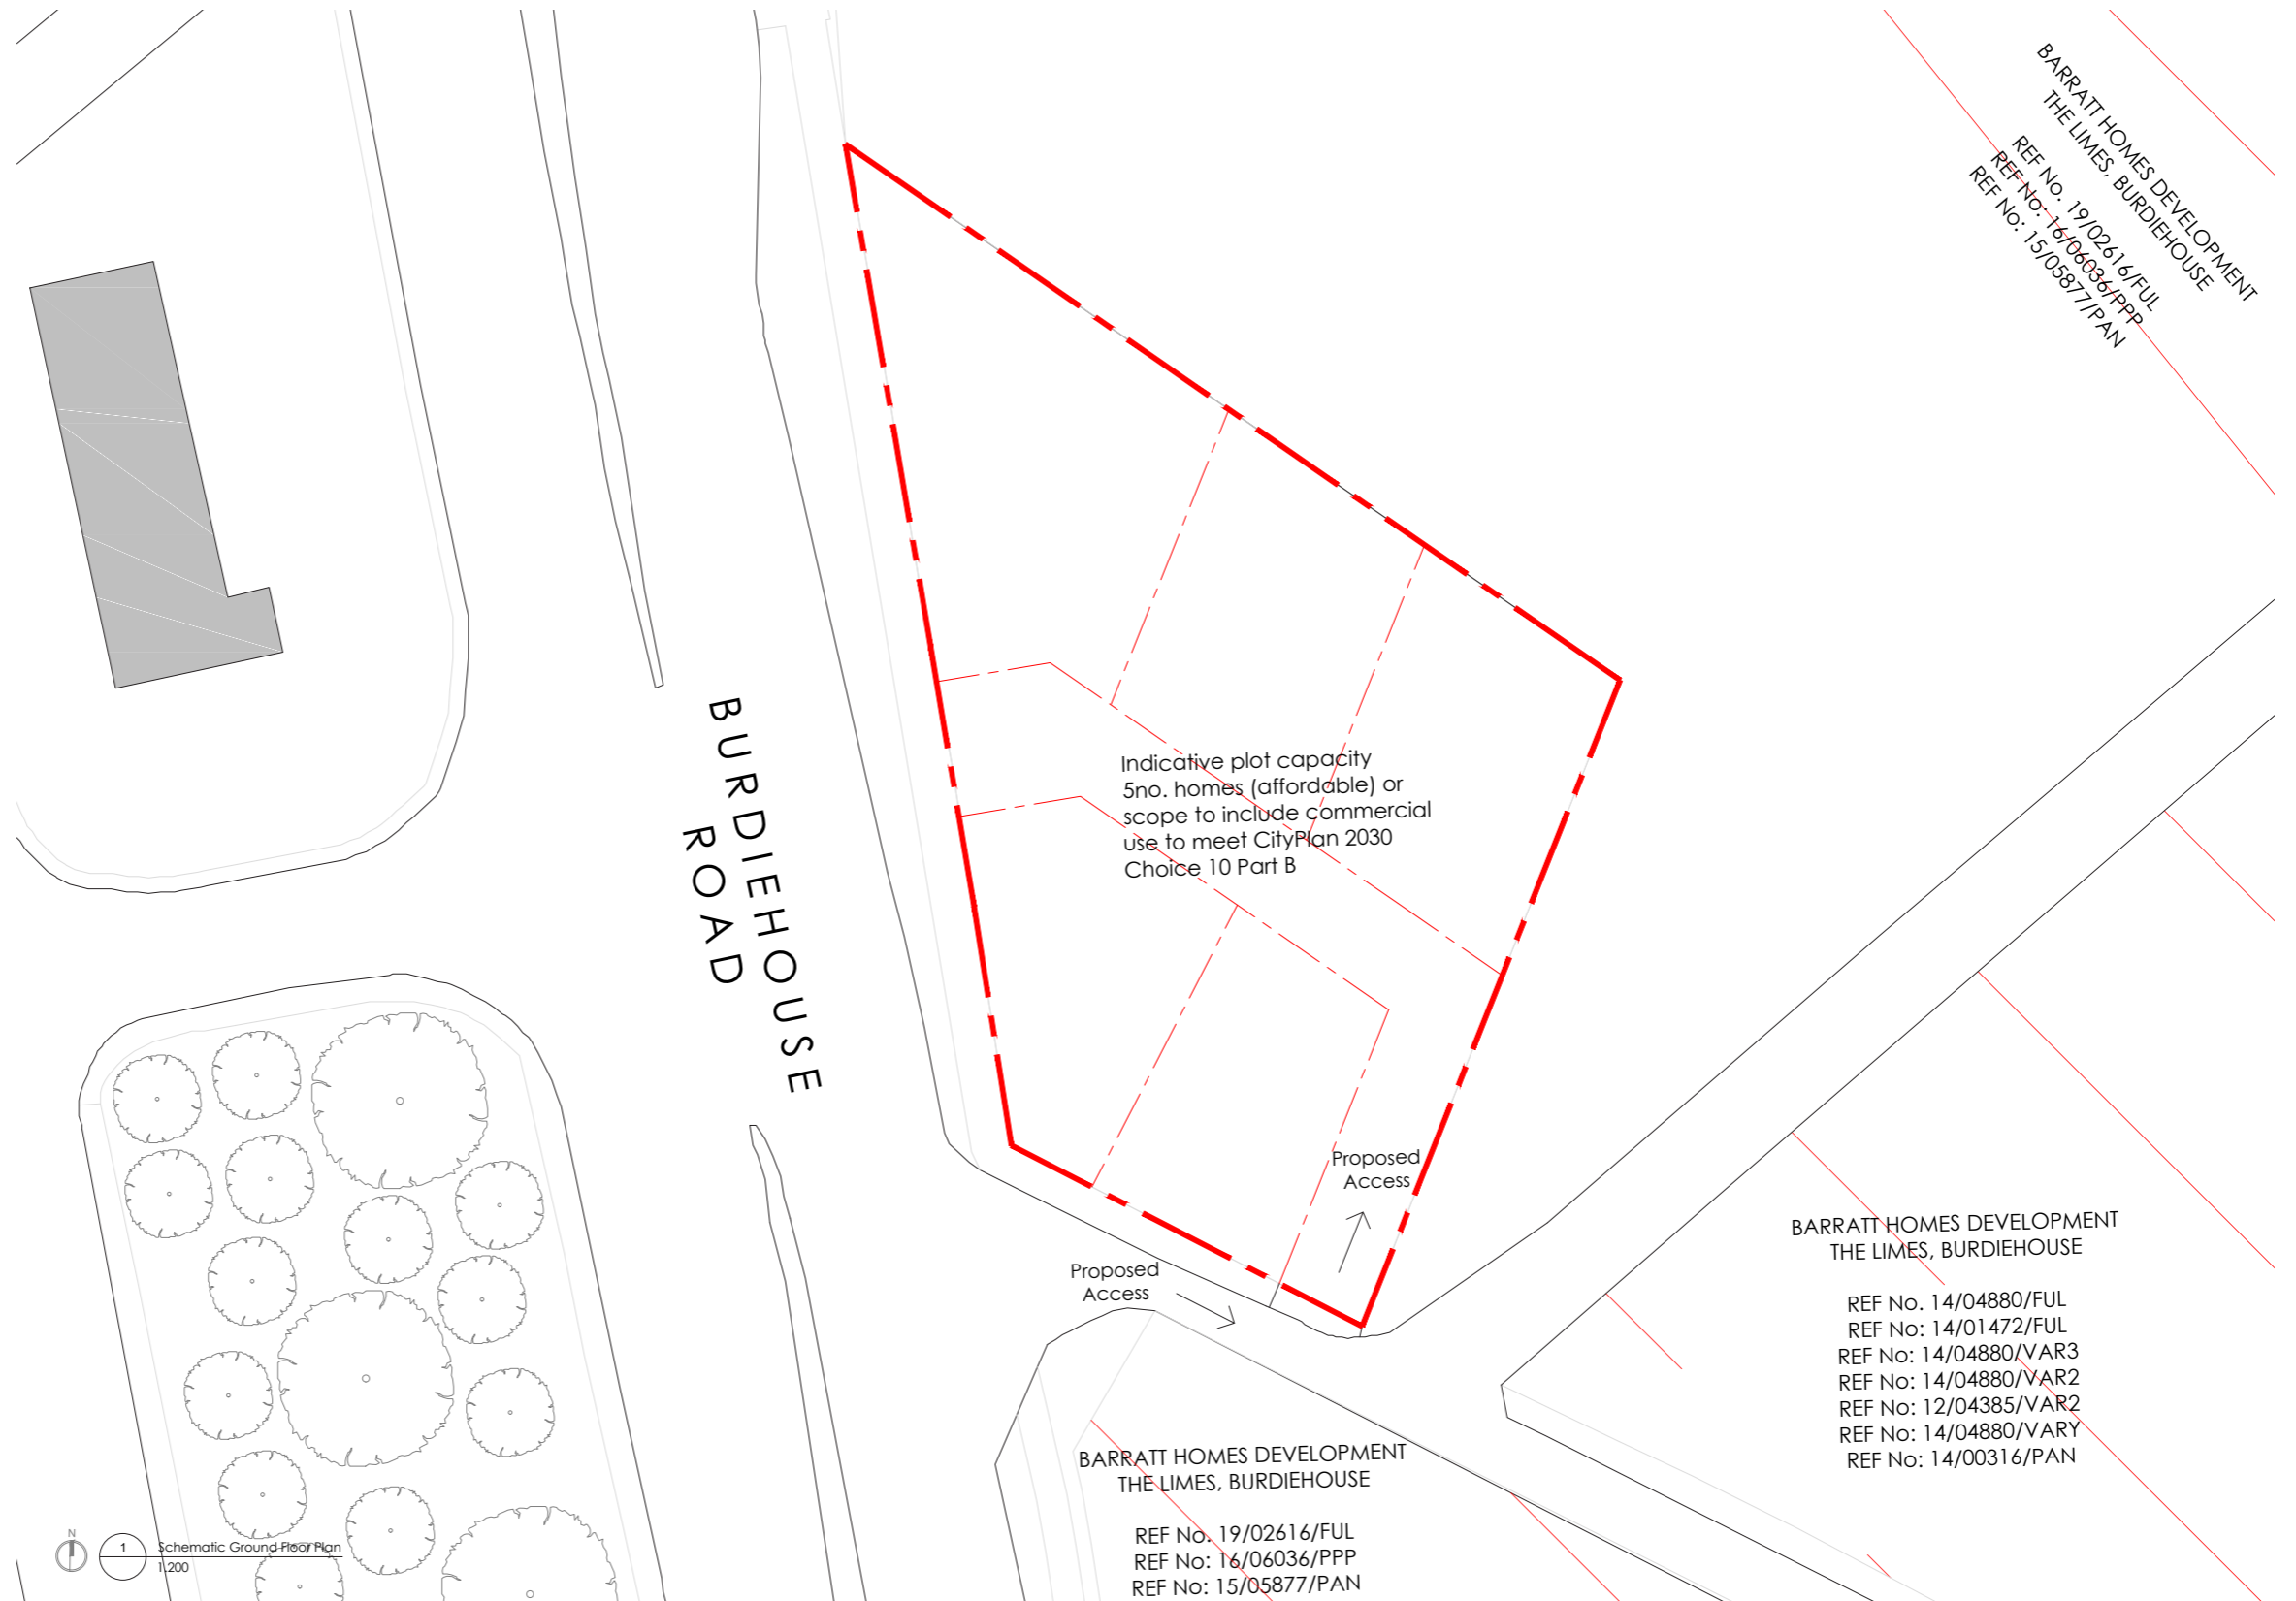 BARRATT HOMES DEVELOPMENT
THE LIMES, BURDIEHOUSE
REF No. 19/02616/FUL
REF No: 16/06036/PPP
REF No: 15/05877/PAN
BURDIEHOUSE
ROAD
Indicative plot capacity
5no. homes (affordable) or
scope to include commercial
use to meet CityPlan 2030
Choice 10 Part B
Proposed
Access
Proposed
Access
BARRATT HOMES DEVELOPMENT
THE LIMES, BURDIEHOUSE
REF No. 14/04880/FUL
REF No: 14/01472/FUL
REF No: 14/04880/VAR3
REF No: 14/04880/VAR2
REF No: 12/04385/VAR2
REF No: 14/04880/VARY
REF No: 14/00316/PAN
BARRATT HOMES DEVELOPMENT
THE LIMES, BURDIEHOUSE
REF No. 19/02616/FUL
REF No: 16/06036/PPP
REF No: 15/05877/PAN
N
1 Schematic Ground Floor Plan
1:200